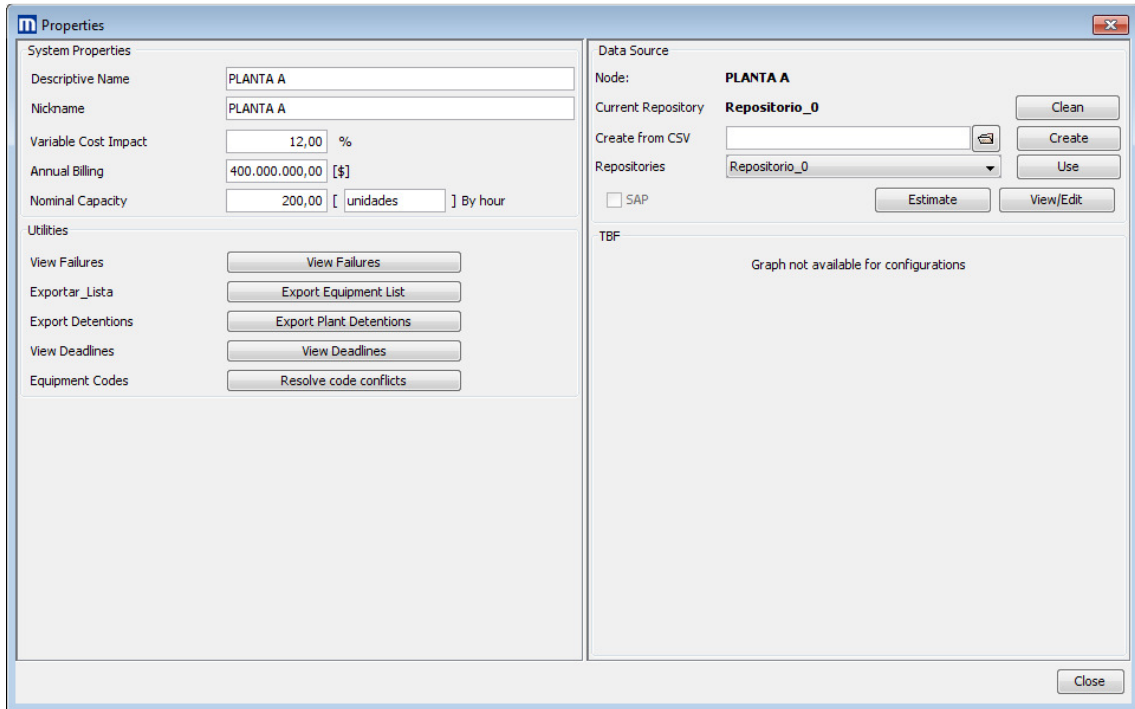 Properties
System Properties
Descriptive Name PLANTA A
Nickname PLANTA A
Variable Cost Impact 12,00 %
Annual Billing 400.000.000,00 [$]
Nominal Capacity 200,00 [ unidades ] By hour
Utilities
View Failures View Failures
Exportar_Lista Export Equipment List
Export Detentions Export Plant Detentions
View Deadlines View Deadlines
Equipment Codes Resolve code conflicts
Data Source
Node: PLANTA A
Current Repository Repositorio_0 Clean
Create from CSV Create
Repositories Repositorio_0 Use
SAP Estimate View/Edit
TBF
Graph not available for configurations
Close